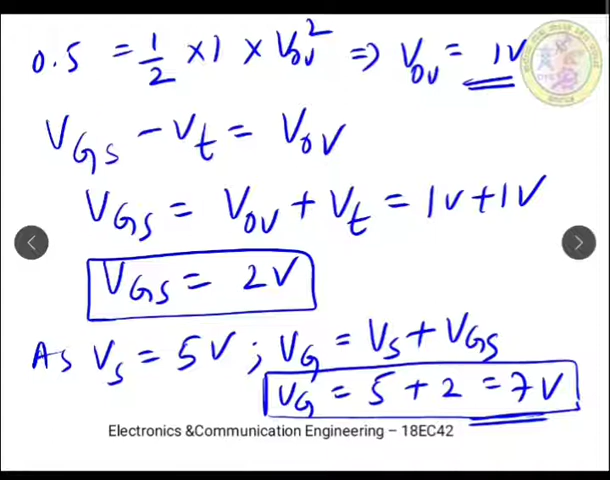 0.5 = 1/2 × 1 × Vov² ⇒ Vov = 1V
VGS - Vt = Vov
VGS = Vov + Vt = 1V + 1V
VGS = 2V
As Vs = 5V ; VG = Vs + VGS
VG = 5 + 2 = 7V
Electronics &Communication Engineering – 18EC42